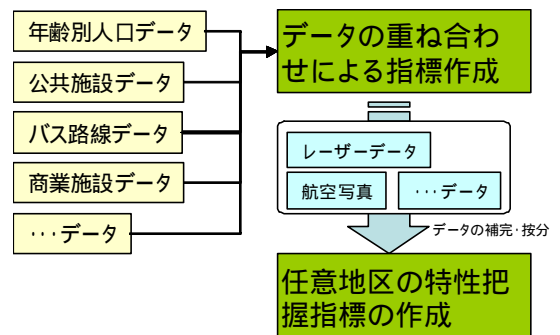 年齢別人口データ
公共施設データ
バス路線データ
商業施設データ
･･･データ
データの重ね合わ
せによる指標作成
レーザーデータ
航空写真
･･･データ
データの補完･按分
任意地区の特性把
握指標の作成